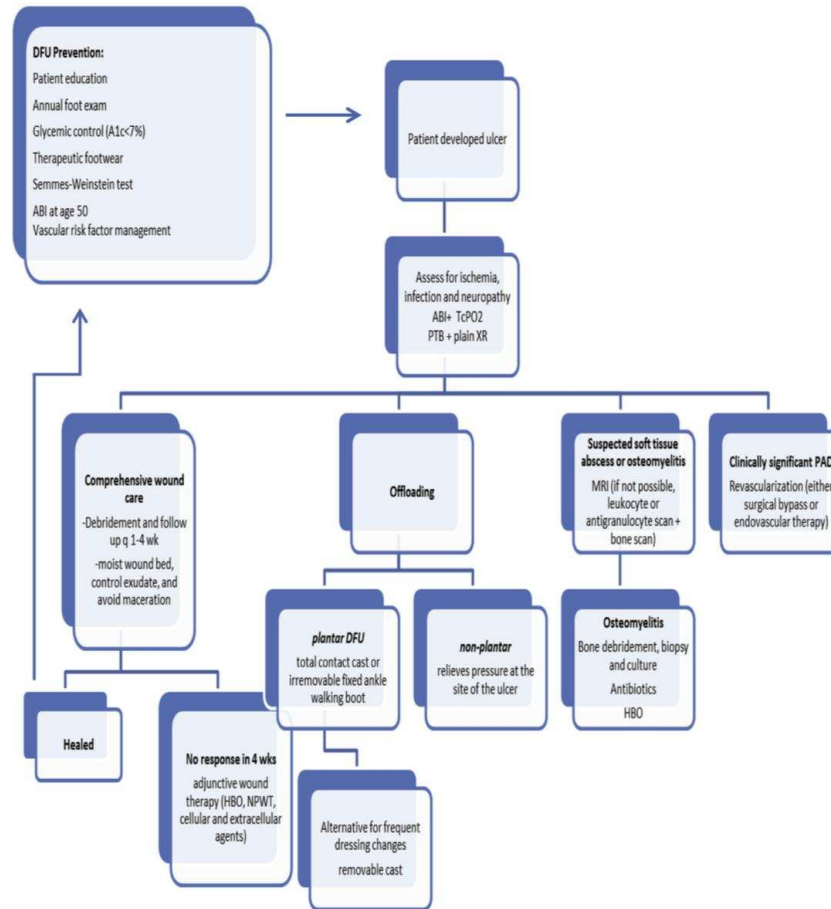 DFU Prevention:
Patient education
Annual foot exam
Glycemic control (A1c<7%)
Therapeutic footwear
Semmes-Weinstein test
ABI at age 50
Vascular risk factor management
Patient developed ulcer
Assess for ischemia,
infection and neuropathy
ABI+ TcPO2
PTB + plain XR
Comprehensive wound
care
-Debridement and follow
up q 1-4 wk
-moist wound bed,
control exudate, and
avoid maceration
Healed
No response in 4 wks
adjunctive wound
therapy (HBO, NPWT,
cellular and extracellular
agents)
Offloading
plantar DFU
total contact cast or
irremovable fixed ankle
walking boot
Alternative for frequent
dressing changes
removable cast
non-plantar
relieves pressure at the
site of the ulcer
Suspected soft tissue
abscess or osteomyelitis
MRI (if not possible,
leukocyte or
antigranulocyte scan +
bone scan)
Osteomyelitis
Bone debridement, biopsy
and culture
Antibiotics
HBO
Clinically significant PAD
Revascularization (either
surgical bypass or
endovascular therapy)